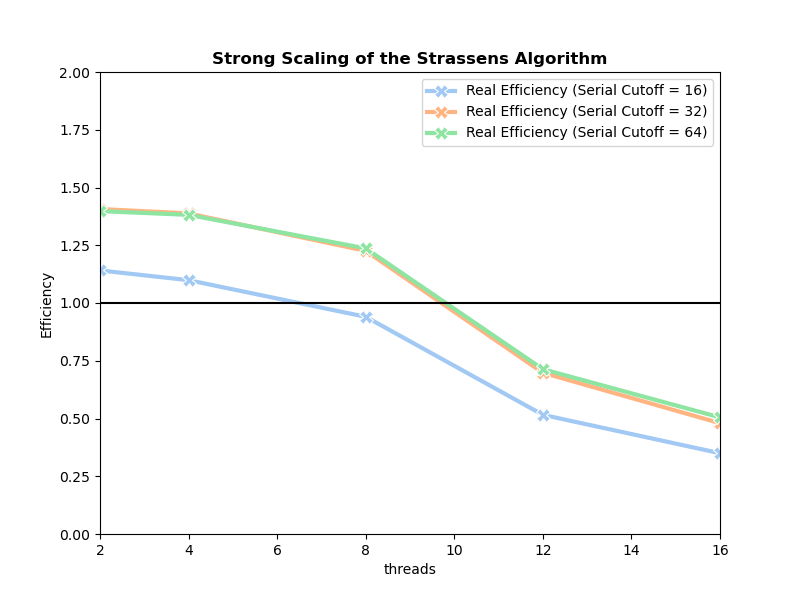 Strong Scaling of the Strassens Algorithm
Real Efficiency (Serial Cutoff = 16)
Real Efficiency (Serial Cutoff = 32)
Real Efficiency (Serial Cutoff = 64)
2.00
1.75
1.50
1.25
1.00
0.75
0.50
0.25
0.00
Efficiency
2 4 6 8 10 12 14 16
threads